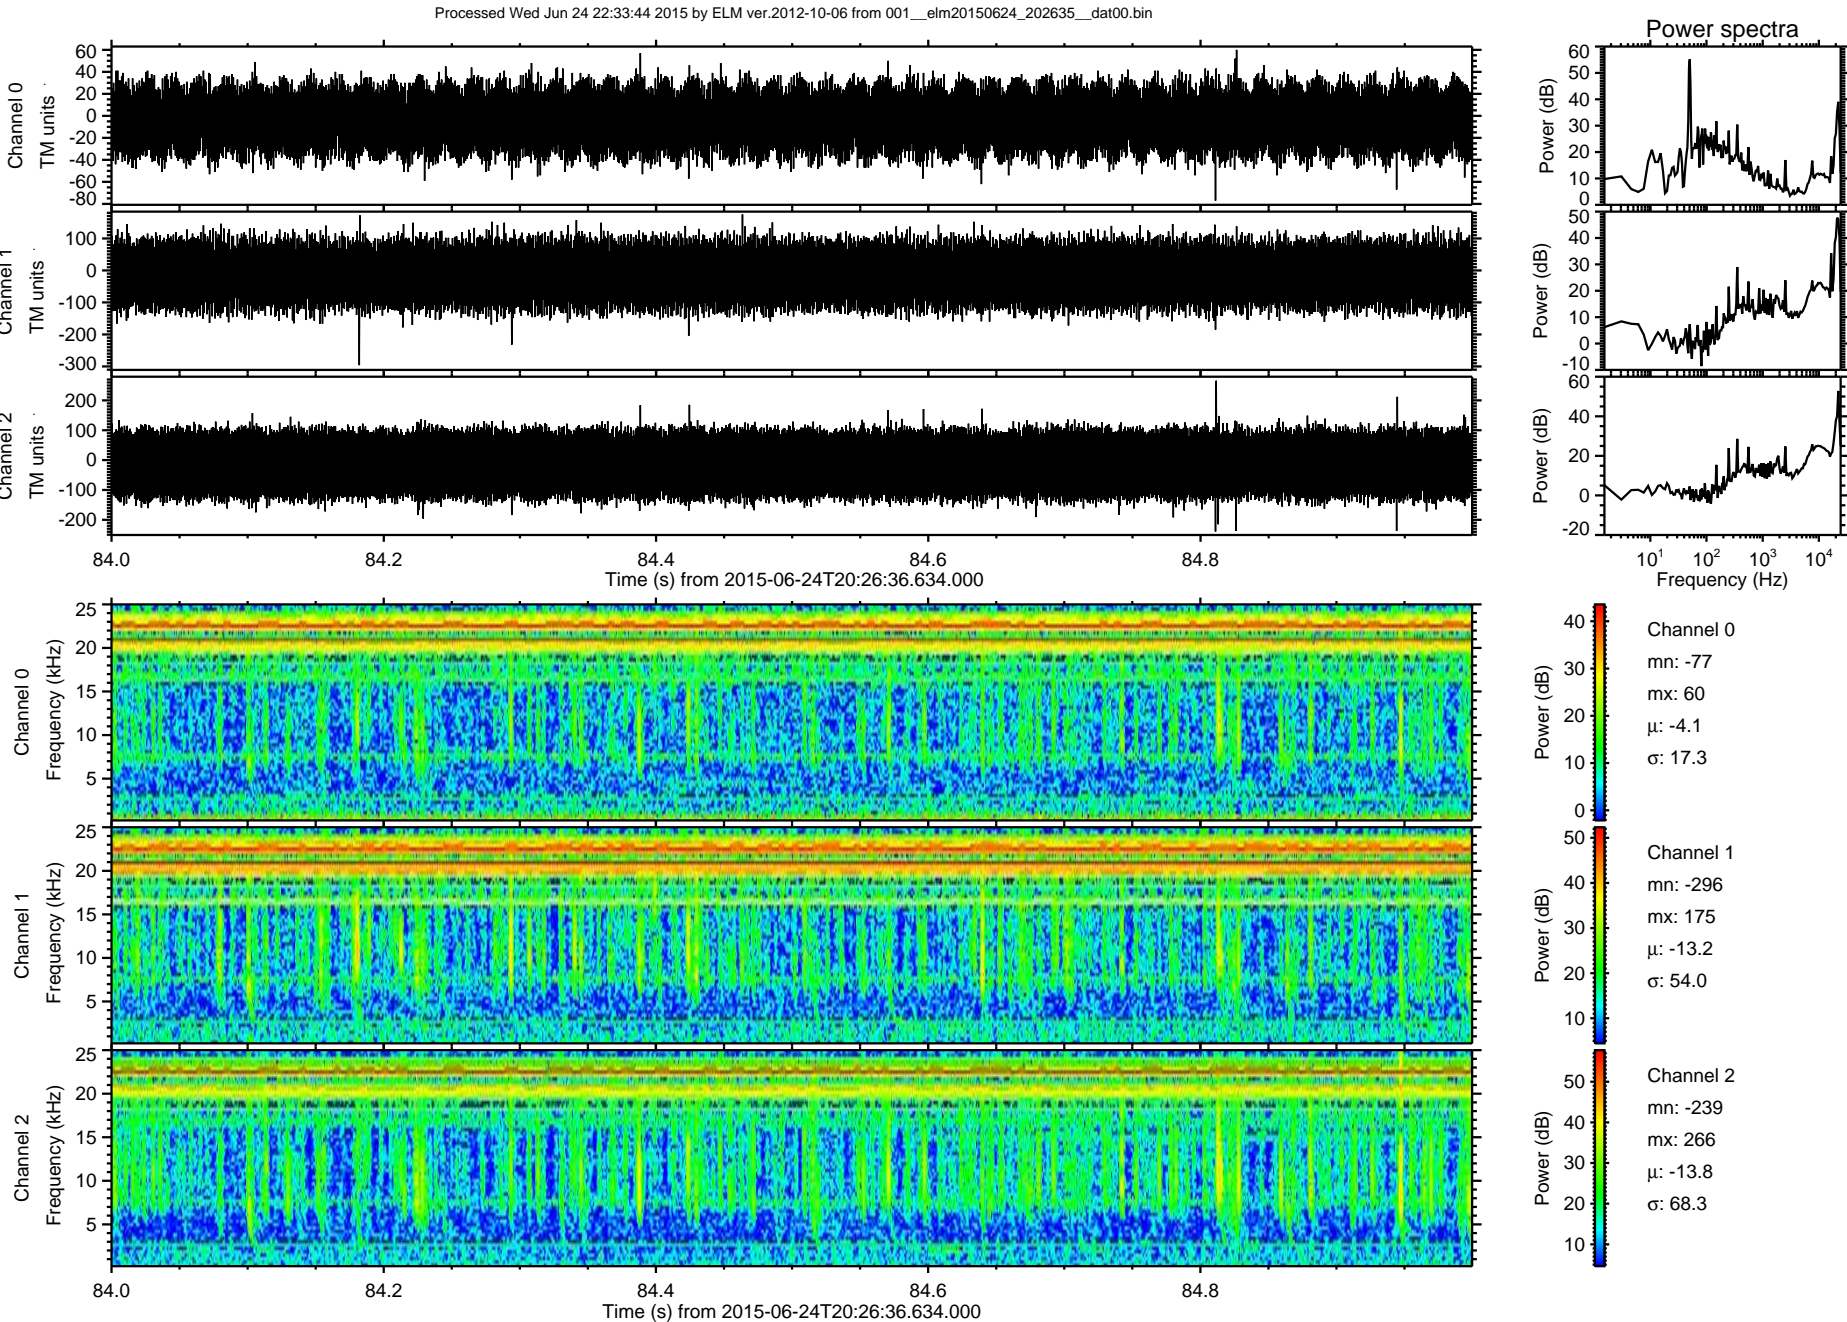 Processed Wed Jun 24 22:33:44 2015 by ELM ver.2012-10-06 from 001__elm20150624_202635__dat00.bin
Power spectra
Channel 0
TM units
60
40
20
0
-20
-40
-60
-80
Power (dB)
60
50
40
30
20
10
0
Channel 1
TM units
100
0
-100
-200
-300
Power (dB)
50
40
30
20
10
0
-10
Channel 2
TM units
200
100
0
-100
-200
Power (dB)
60
40
20
0
-20
84.0 84.2 84.4 84.6 84.8
Time (s) from 2015-06-24T20:26:36.634.000
10¹ 10² 10³ 10⁴
Frequency (Hz)
Channel 0
Frequency (kHz)
25
20
15
10
5
Power (dB)
40
30
20
10
0
Channel 0
mn: -77
mx: 60
μ: -4.1
σ: 17.3
Channel 1
Frequency (kHz)
25
20
15
10
5
Power (dB)
50
40
30
20
10
Channel 1
mn: -296
mx: 175
μ: -13.2
σ: 54.0
Channel 2
Frequency (kHz)
25
20
15
10
5
Power (dB)
50
40
30
20
10
Channel 2
mn: -239
mx: 266
μ: -13.8
σ: 68.3
84.0 84.2 84.4 84.6 84.8
Time (s) from 2015-06-24T20:26:36.634.000